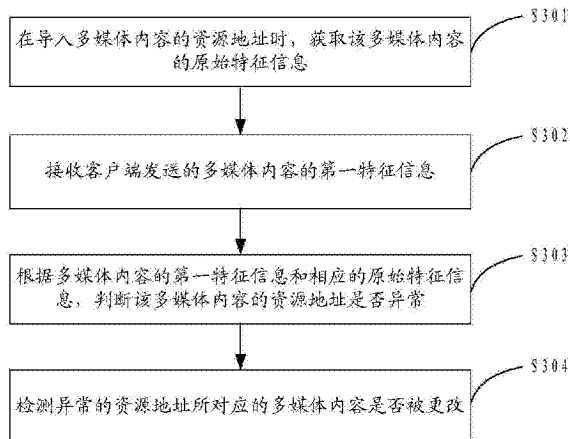 S301
在导入多媒体内容的资源地址时，获取该多媒体内容
的原始特征信息
S302
接收客户端发送的多媒体内容的第一特征信息
S303
根据多媒体内容的第一特征信息和相应的原始特征信
息，判断该多媒体内容的资源地址是否异常
S304
检测异常的资源地址所对应的多媒体内容是否被更改